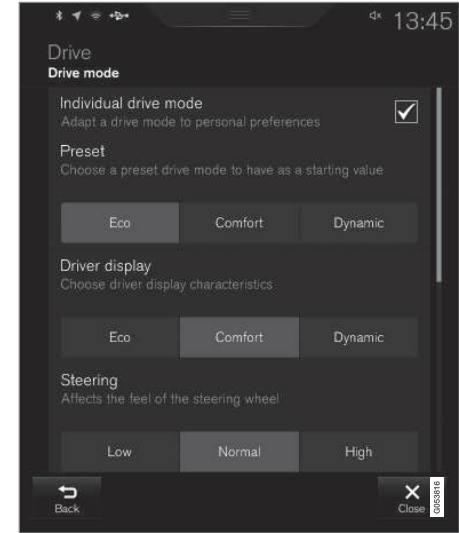 13:45
Drive
Drive mode
Individual drive mode
Adapt a drive mode to personal preferences
Preset
Choose a preset drive mode to have as a starting value
Eco Comfort Dynamic
Driver display
Choose driver display characteristics
Eco Comfort Dynamic
Steering
Affects the feel of the steering wheel
Low Normal High
Back Close
G053816